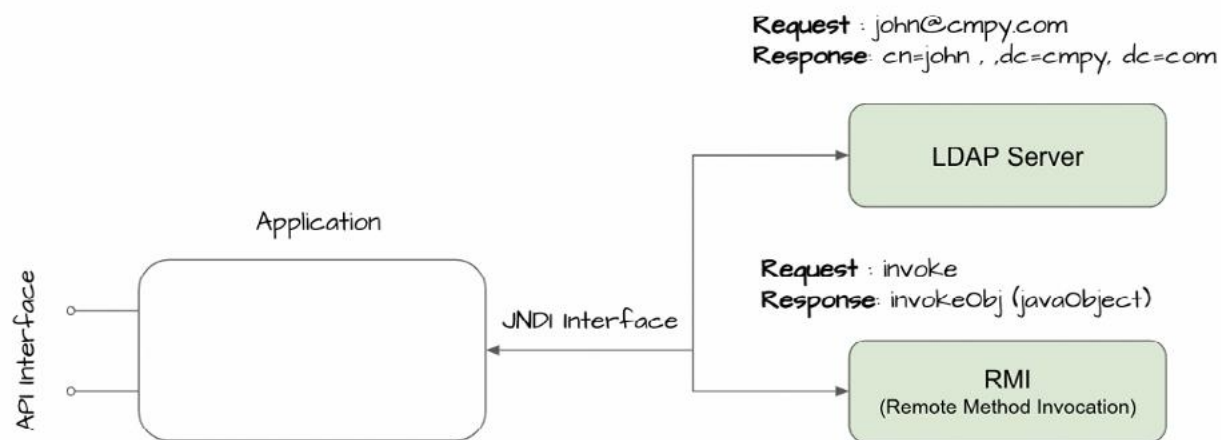 Request : john@cmpy.com
Response: cn=john , ,dc=cmpy, dc=com
LDAP Server
Application
API Interface
JNDI Interface
Request : invoke
Response: invokeObj (javaObject)
RMI
(Remote Method Invocation)